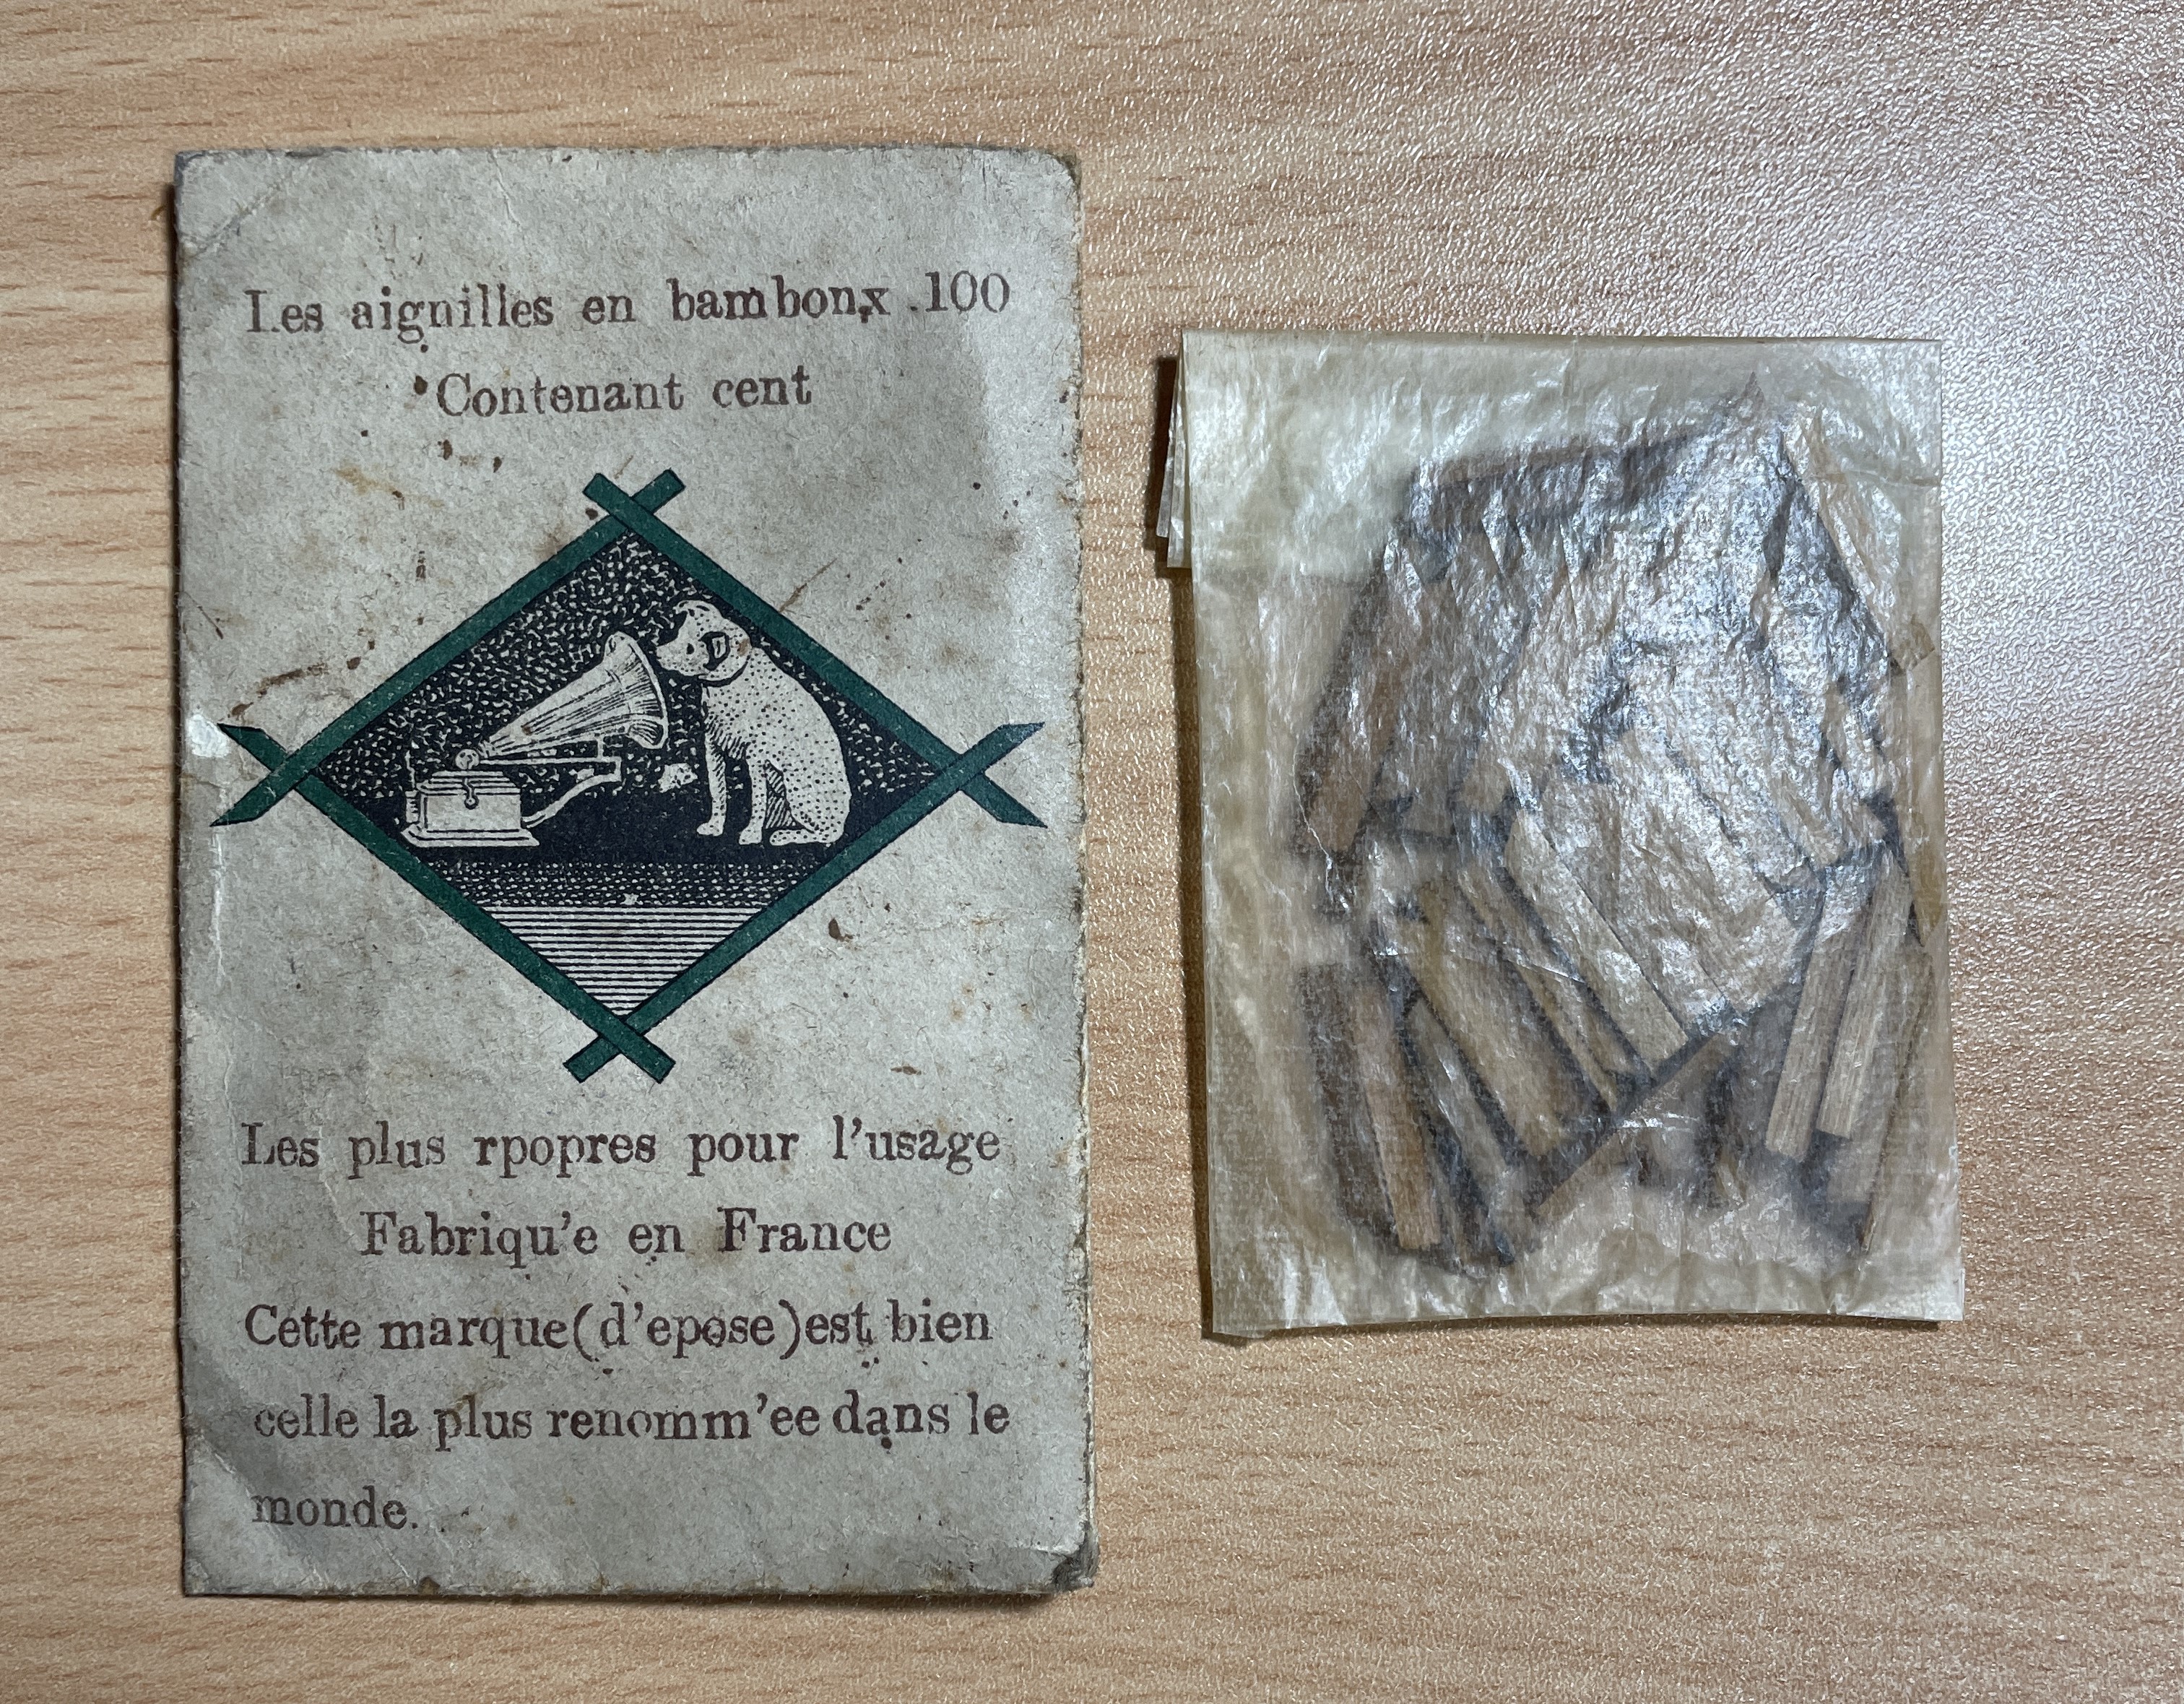 Les aignilles en bambonx .100
Contenant cent
Les plus rpopres pour l'usage
Fabriqu'e en France
Cette marque(d'epose)est bien
celle la plus renomm'ee dans le
monde.